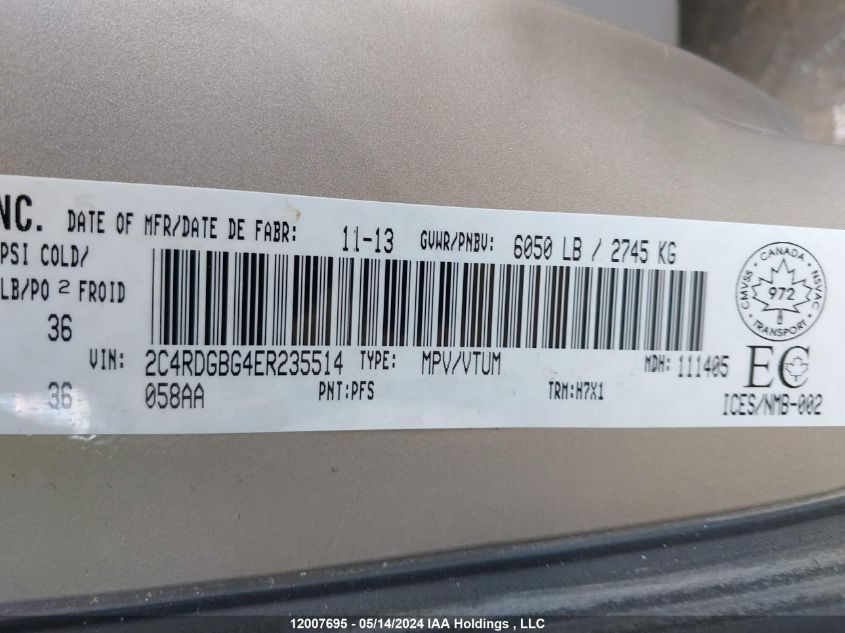 NC. DATE OF MFR/DATE DE FABR: 11-13 GVWR/PNBV: 6050 LB / 2745 KG
PSI COLD/
LB/PO 2 FROID
36
VIN: 2C4RDGBG4ER235514 TYPE: MPV/VTUM MDH: 111405
36 058AA PNT:PFS TRM:H7X1
CANADA
CMVSS 972 NSVAC
TRANSPORT
EC
ICES/NMB-002
12007695 - 05/14/2024 IAA Holdings , LLC